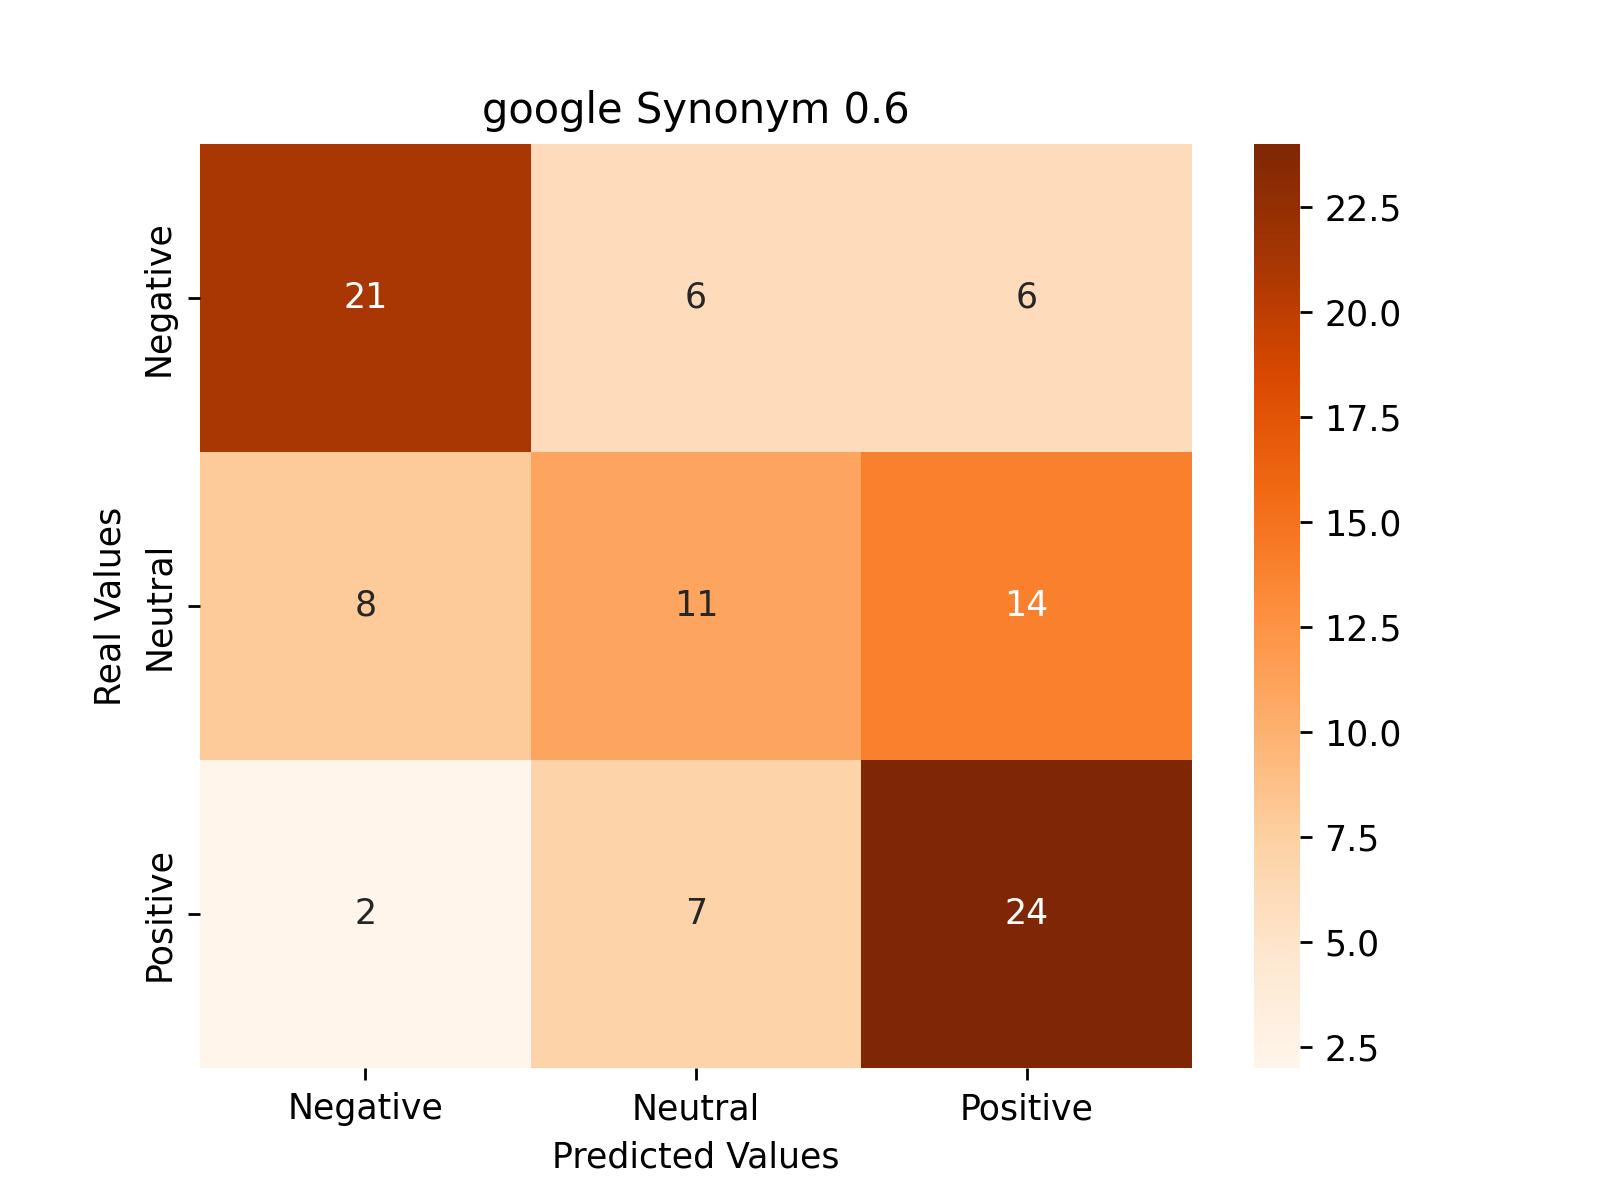 google Synonym 0.6
Negative
21 6 6
Neutral
8 11 14
Positive
2 7 24
Real Values
Negative Neutral Positive
Predicted Values
22.5
20.0
17.5
15.0
12.5
10.0
7.5
5.0
2.5